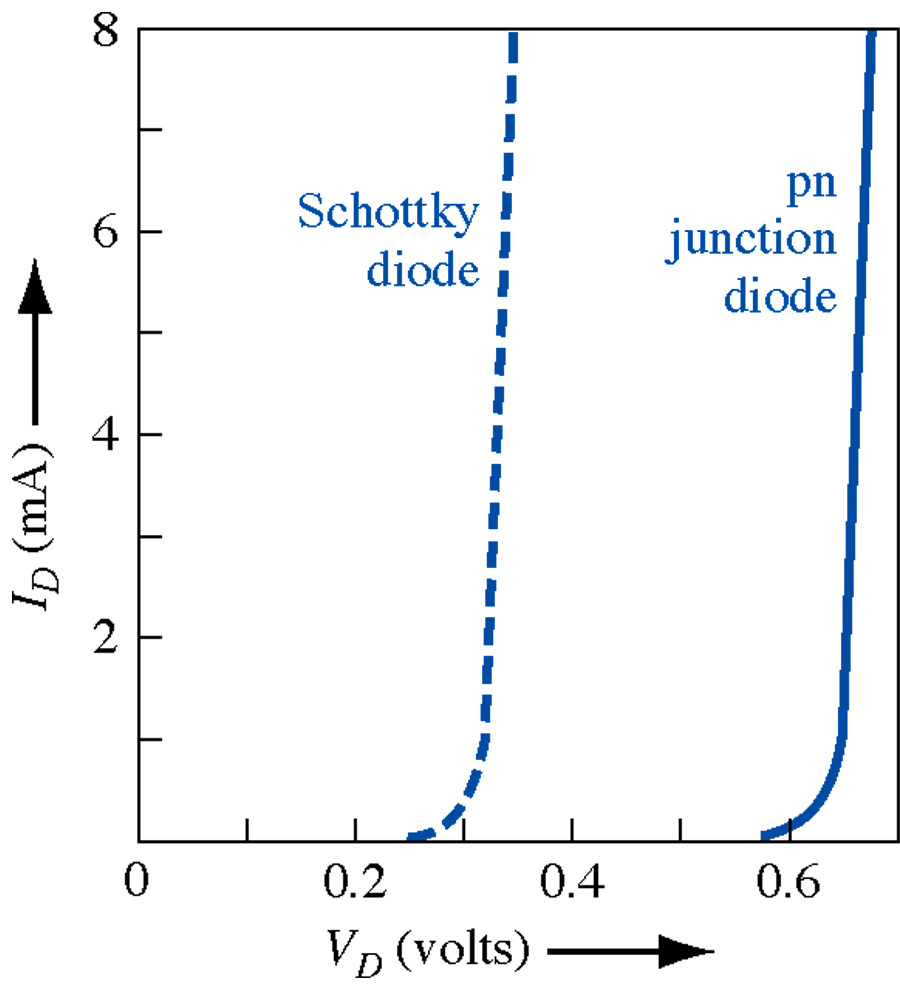 8
6
4
2
I_D (mA)
Schottky
diode
pn
junction
diode
0 0.2 0.4 0.6
V_D (volts)